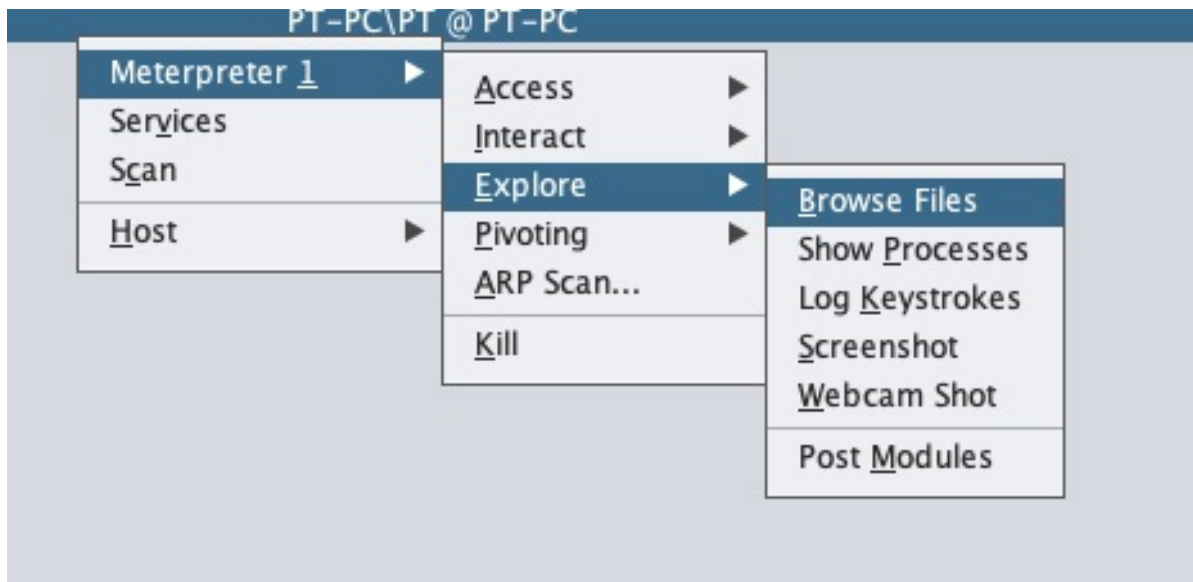 PT-PC\PT @ PT-PC
Meterpreter 1
Services
Scan
Host
Access
Interact
Explore
Pivoting
ARP Scan...
Kill
Browse Files
Show Processes
Log Keystrokes
Screenshot
Webcam Shot
Post Modules